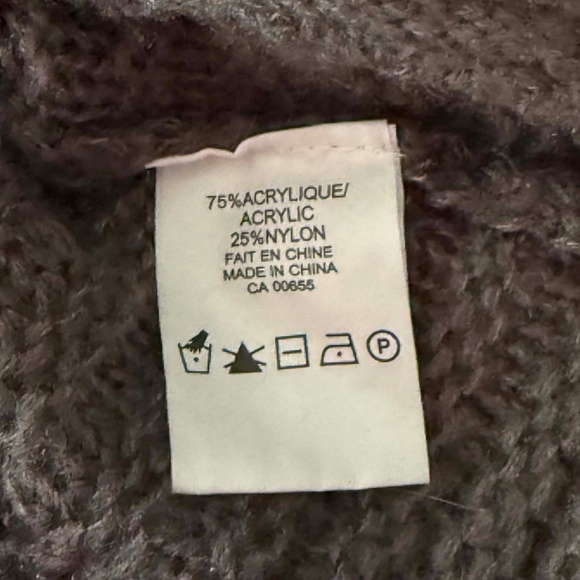 75%ACRYLIQUE/
ACRYLIC
25%NYLON
FAIT EN CHINE
MADE IN CHINA
CA 00655
P